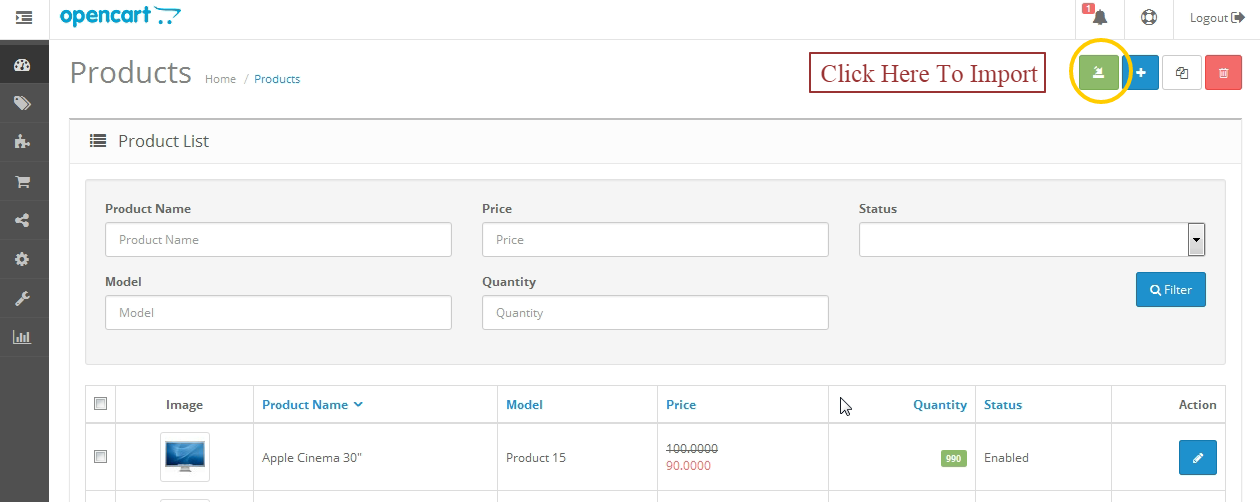 opencart
1
Logout
Products Home / Products
Click Here To Import
Product List
Product Name Price Status
Product Name Price
Model Quantity
Filter
Model Quantity
Image Product Name Model Price Quantity Status Action
100.0000
Apple Cinema 30" Product 15 990 Enabled
90.0000